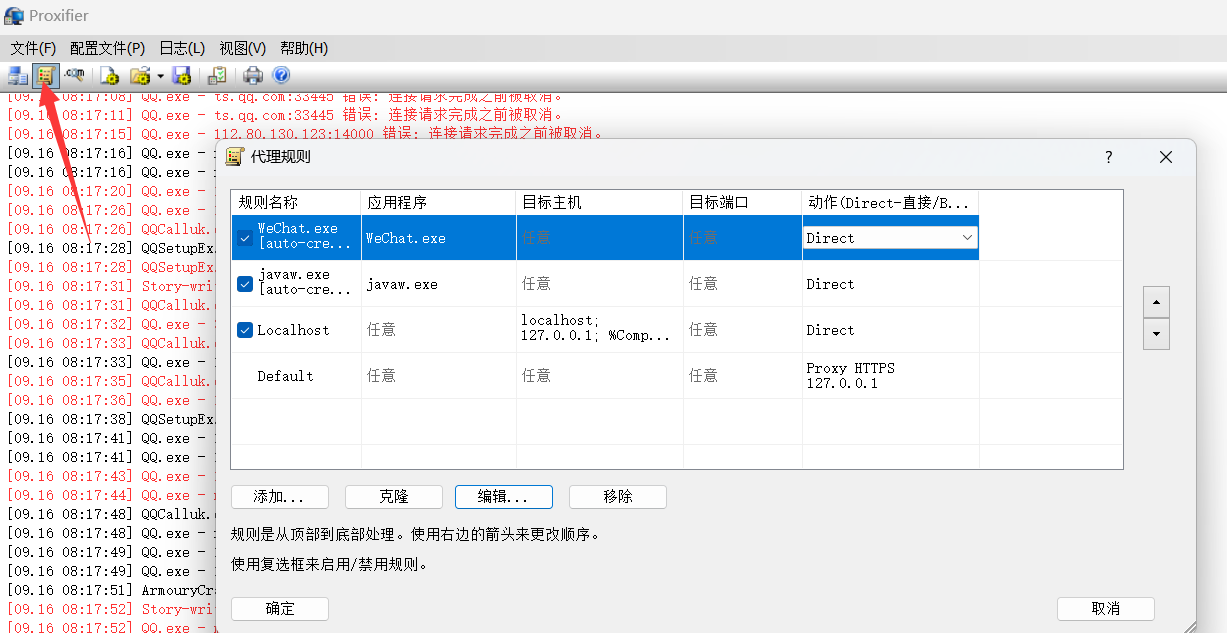 Proxifier
文件(F) 配置文件(P) 日志(L) 视图(V) 帮助(H)
[09.16 08:17:08] QQ.exe - ts.qq.com:33445 错误: 连接请求完成之前被取消。
[09.16 08:17:11] QQ.exe - ts.qq.com:33445 错误: 连接请求完成之前被取消。
[09.16 08:17:15] QQ.exe - 112.80.130.123:14000 错误: 连接请求完成之前被取消。
[09.16 08:17:16] QQ.exe -
[09.16 08:17:16] QQ.exe -
[09.16 08:17:20] QQ.exe -
[09.16 08:17:26] QQ.exe -
[09.16 08:17:26] QQCalluk.
[09.16 08:17:28] QQSetupEx.
[09.16 08:17:28] QQSetupEx.
[09.16 08:17:31] Story-wri
[09.16 08:17:31] QQCalluk.
[09.16 08:17:32] QQ.exe -
[09.16 08:17:33] QQCalluk.
[09.16 08:17:33] QQ.exe -
[09.16 08:17:35] QQCalluk.
[09.16 08:17:36] QQ.exe -
[09.16 08:17:38] QQSetupEx.
[09.16 08:17:41] QQ.exe -
[09.16 08:17:41] QQ.exe -
[09.16 08:17:43] QQ.exe -
[09.16 08:17:44] QQ.exe -
[09.16 08:17:48] QQCalluk.
[09.16 08:17:48] QQ.exe -
[09.16 08:17:49] QQ.exe -
[09.16 08:17:49] QQ.exe -
[09.16 08:17:51] ArmouryCr
[09.16 08:17:52] Story-wri
[09.16 08:17:52] QQ.exe -
代理规则
规则名称 应用程序 目标主机 目标端口 动作(Direct-直接/B...
WeChat.exe
[auto-cre... WeChat.exe 任意 任意 Direct
javaw.exe
[auto-cre... javaw.exe 任意 任意 Direct
Localhost 任意 localhost;
127.0.0.1; %Comp... 任意 Direct
Default 任意 任意 任意 Proxy HTTPS
127.0.0.1
添加... 克隆 编辑... 移除
规则是从顶部到底部处理。使用右边的箭头来更改顺序。
使用复选框来启用/禁用规则。
确定 取消